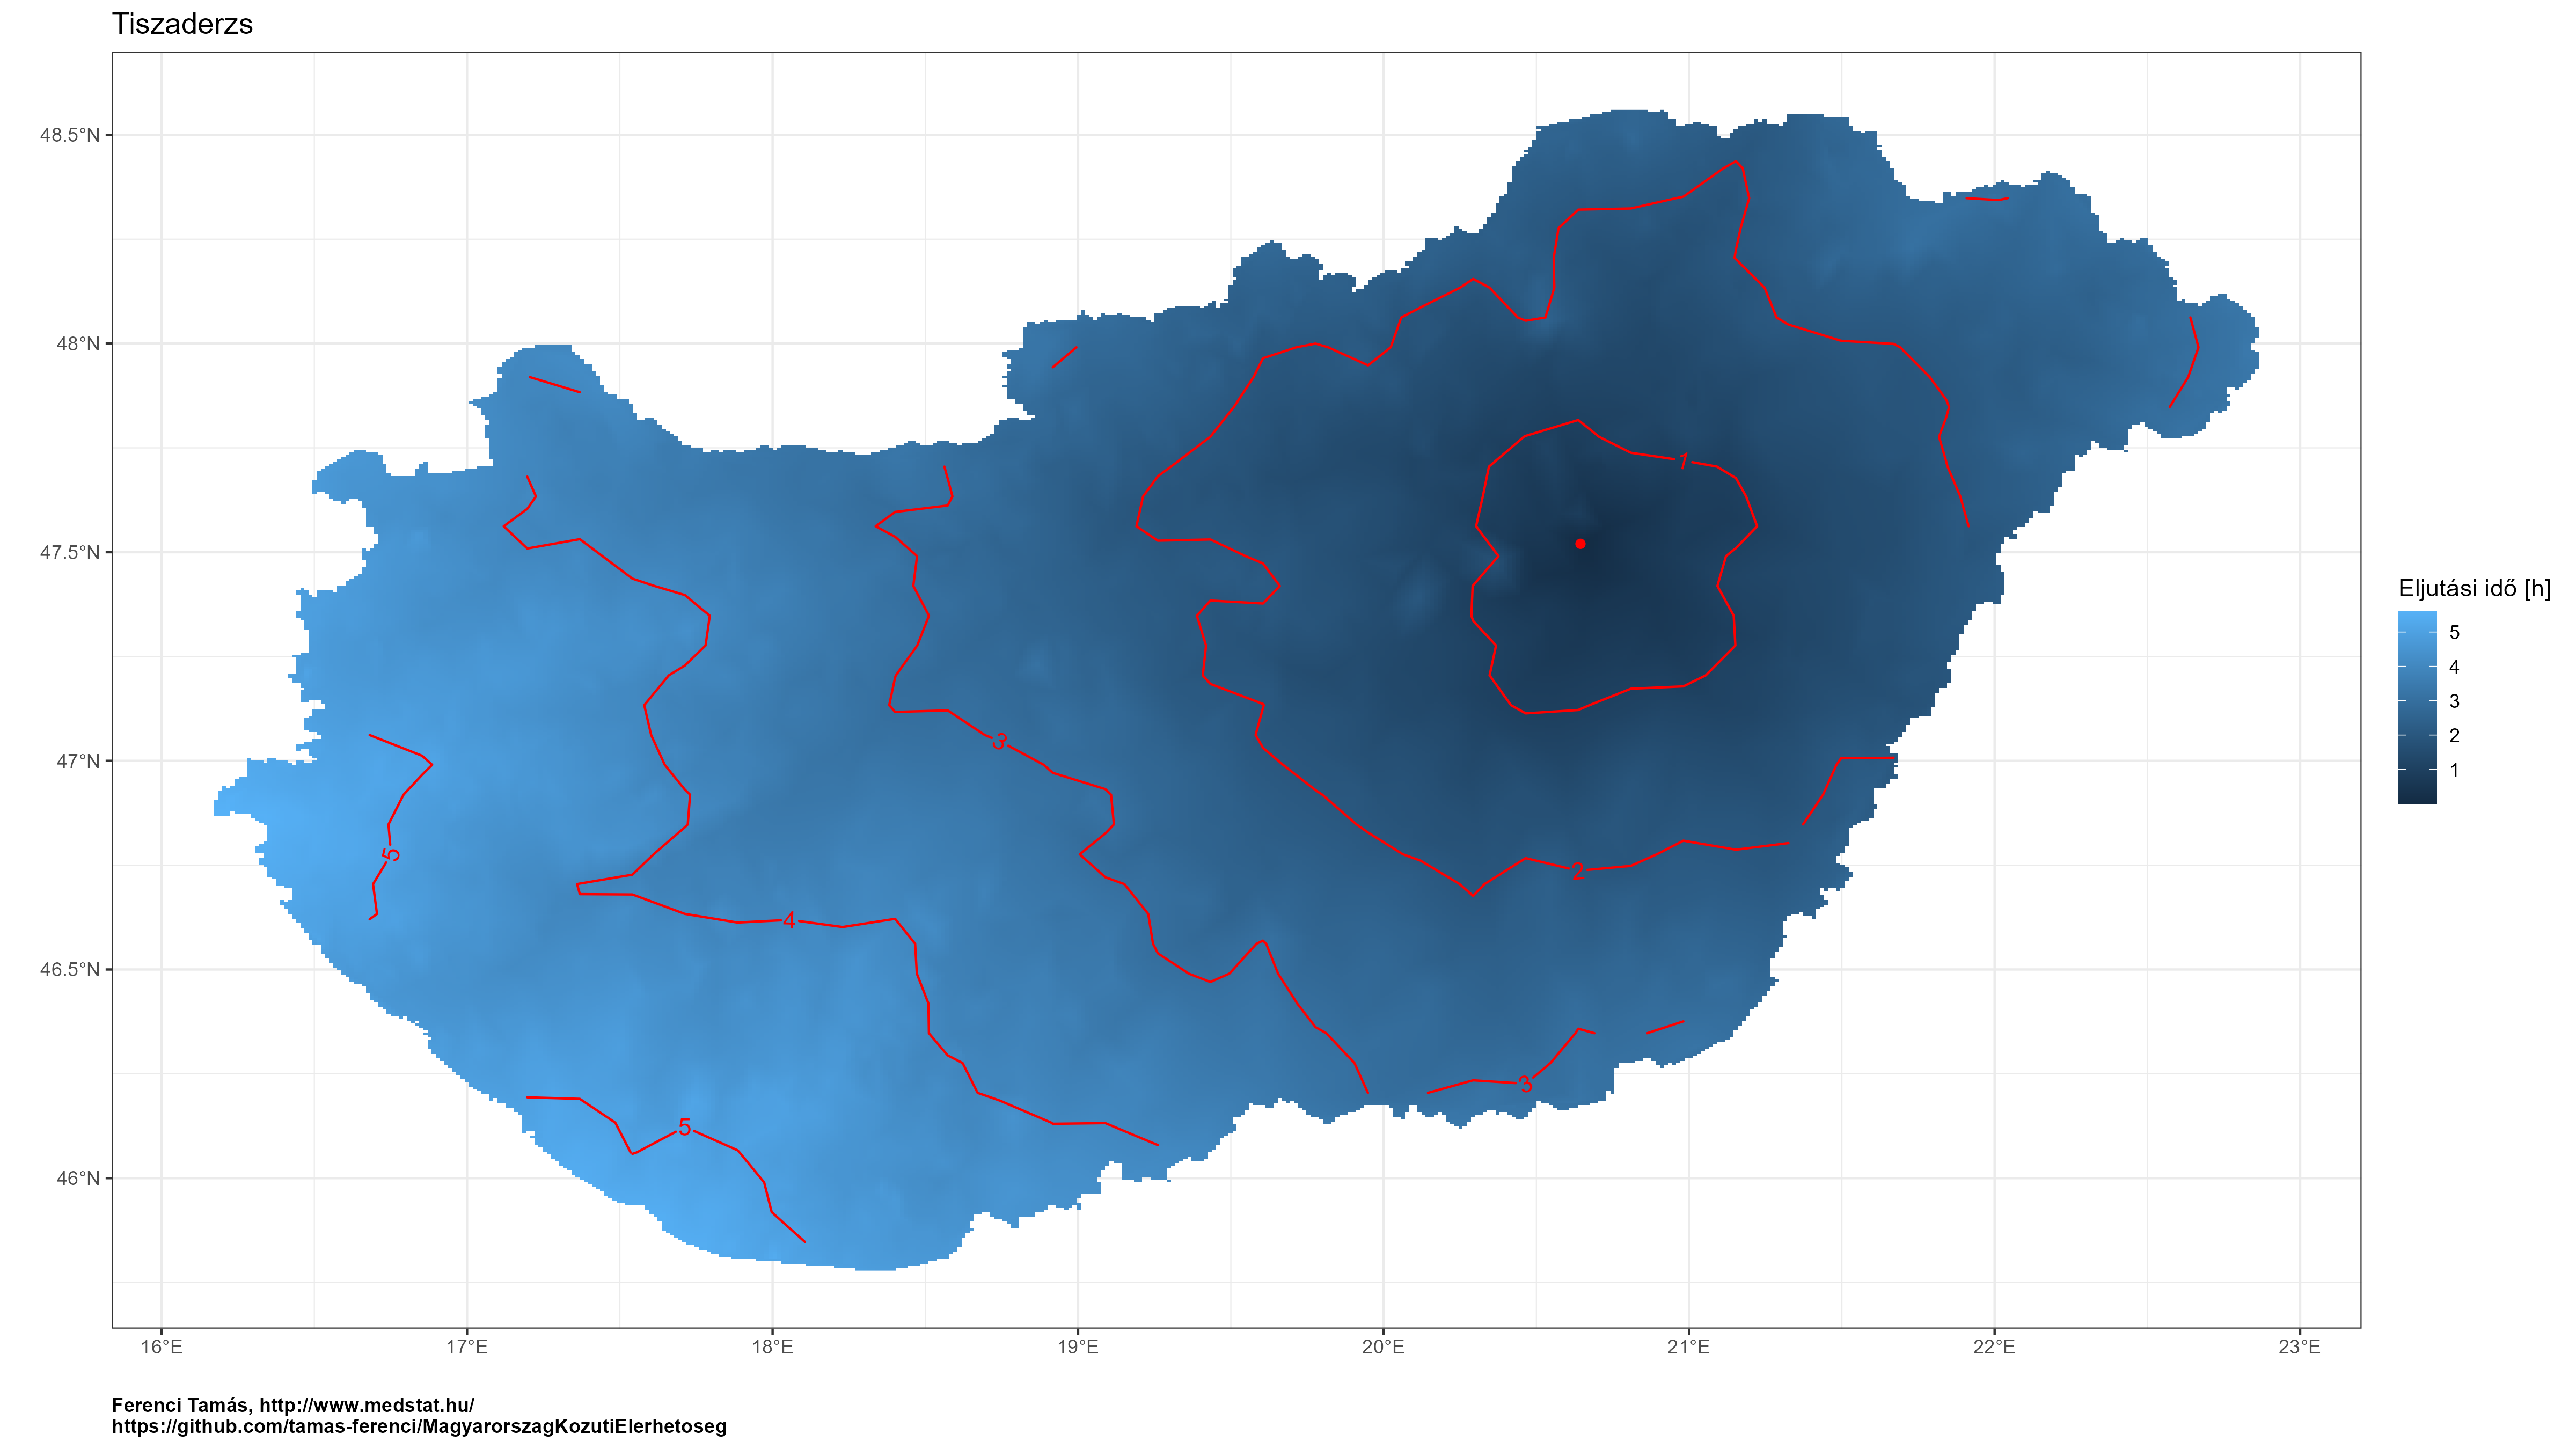 Tiszaderzs
48.5°N
48°N
47.5°N
47°N
46.5°N
46°N
16°E
17°E
18°E
19°E
20°E
21°E
22°E
23°E
1
2
3
3
4
5
5
Eljutási idő [h]
5
4
3
2
1
Ferenci Tamás, http://www.medstat.hu/
https://github.com/tamas-ferenci/MagyarorszagKozutiElerhetoseg